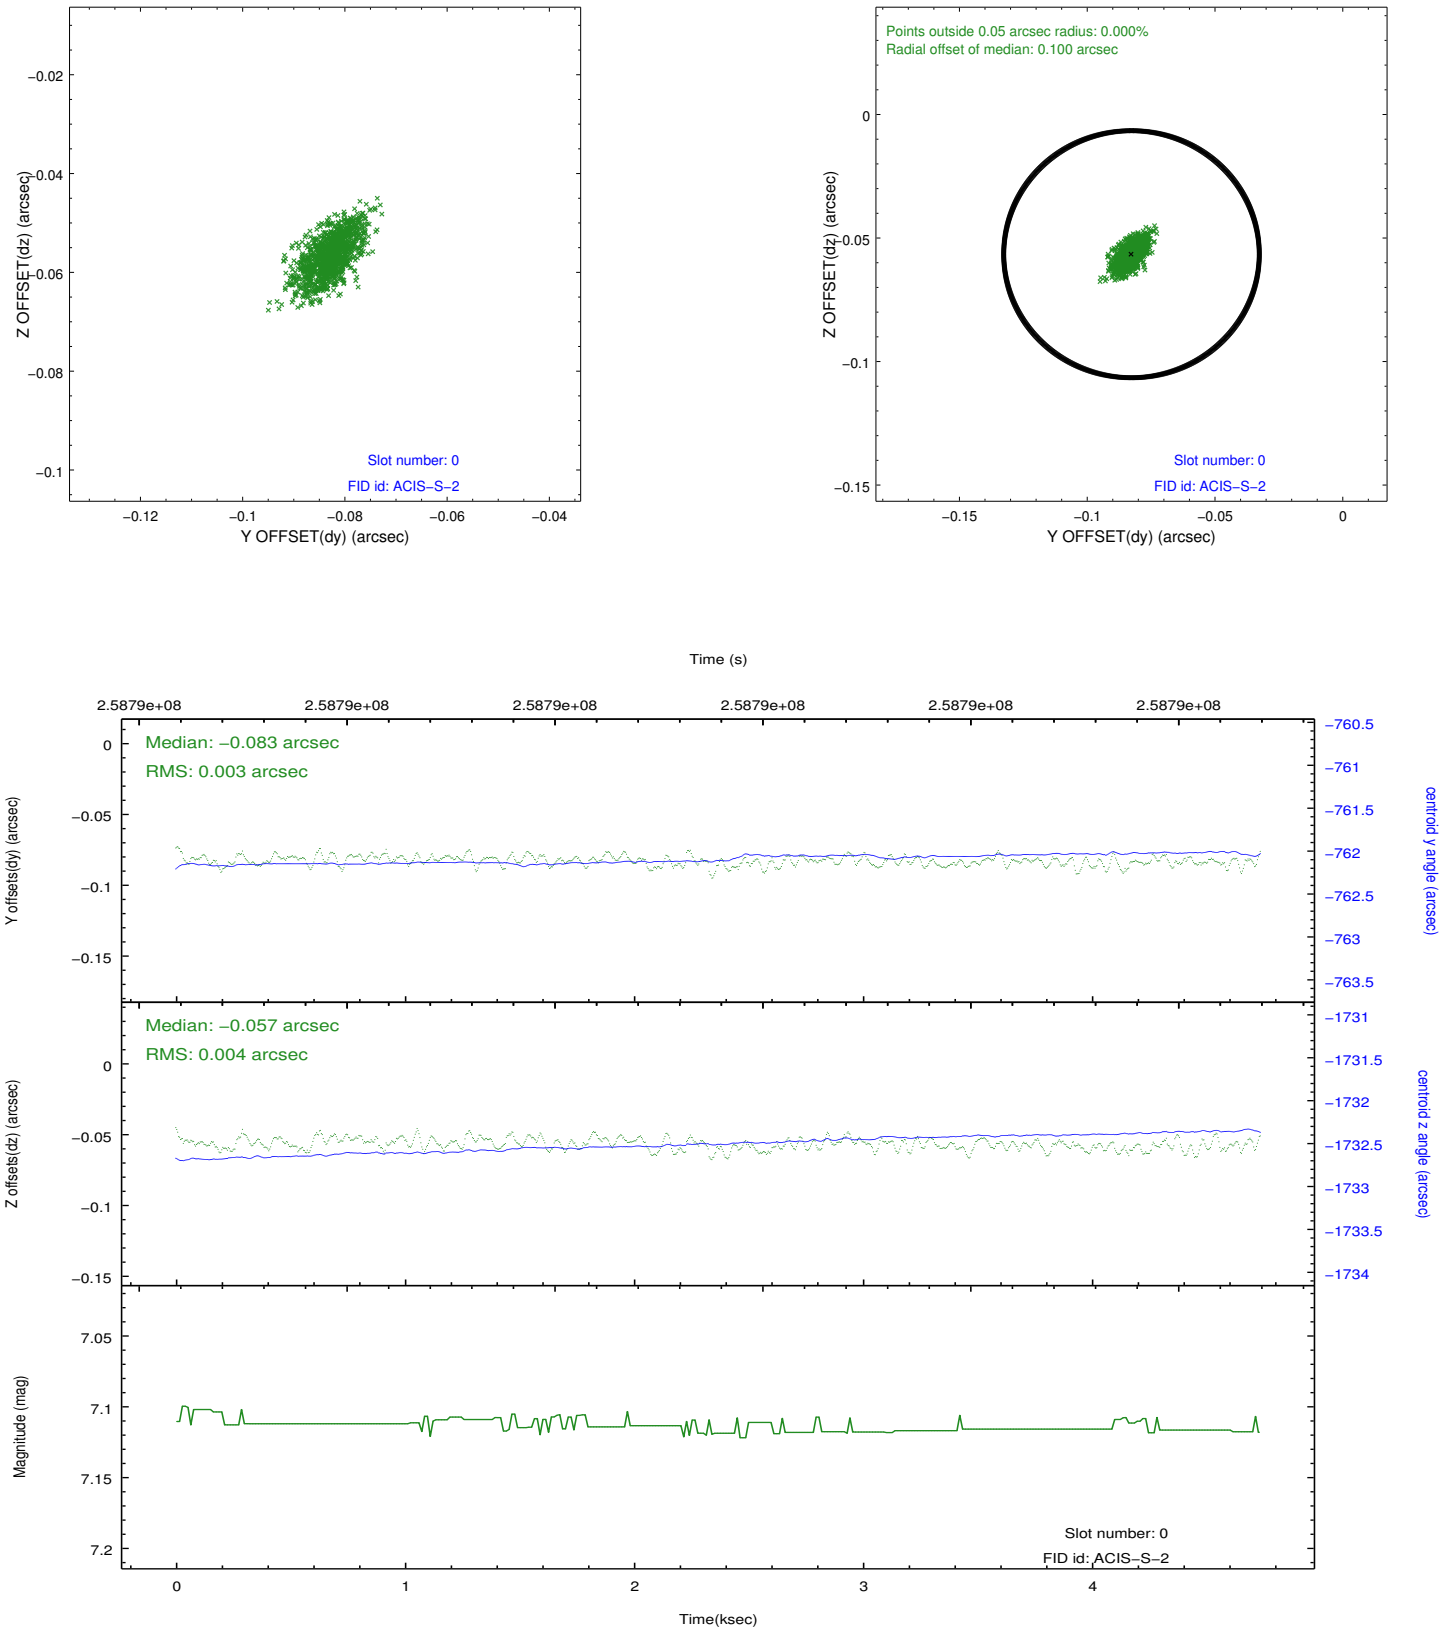 −0.02
−0.04
−0.06
−0.08
−0.1
Z OFFSET(dz) (arcsec)
Slot number: 0
FID id: ACIS−S−2
−0.12
−0.1
−0.08
−0.06
−0.04
Y OFFSET(dy) (arcsec)
Points outside 0.05 arcsec radius: 0.000%
Radial offset of median: 0.100 arcsec
0
−0.05
−0.1
−0.15
Z OFFSET(dz) (arcsec)
Slot number: 0
FID id: ACIS−S−2
−0.15
−0.1
−0.05
0
Y OFFSET(dy) (arcsec)
Time (s)
2.5879e+08
2.5879e+08
2.5879e+08
2.5879e+08
2.5879e+08
2.5879e+08
Median: −0.083 arcsec
RMS: 0.003 arcsec
0
−0.05
−0.1
−0.15
Y offsets(dy) (arcsec)
−760.5
−761
−761.5
−762
−762.5
−763
−763.5
centroid y angle (arcsec)
Median: −0.057 arcsec
RMS: 0.004 arcsec
0
−0.05
−0.1
−0.15
Z offsets(dz) (arcsec)
−1731
−1731.5
−1732
−1732.5
−1733
−1733.5
−1734
centroid z angle (arcsec)
7.05
7.1
7.15
7.2
Magnitude (mag)
Slot number: 0
FID id: ACIS−S−2
0
1
2
3
4
Time(ksec)